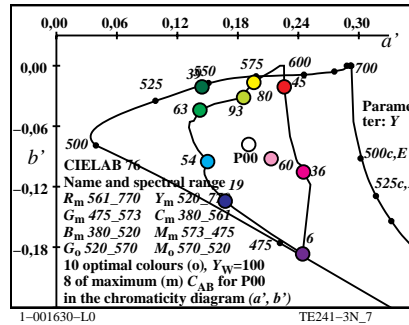 0,00 0,06 0,12 0,18 0,24 0,30
a'
0,00
575 600 700
550
525
45
80
93
63
Parame
ter: Y
-0,06
500
b'
P00
500c,E
54
60 36
CIELAB 76
Name and spectral range
19
525c,
-0,12
Rm 561_770 Ym 520_770
Gm 475_573 Cm 380_561
Bm 380_520 Mm 573_475
Go 520_570 Mo 570_520
475 6
-0,18
10 optimal colours (o), YW=100
8 of maximum (m) CAB for P00
in the chromaticity diagram (a', b')
1-001630-L0 TE241-3N_7